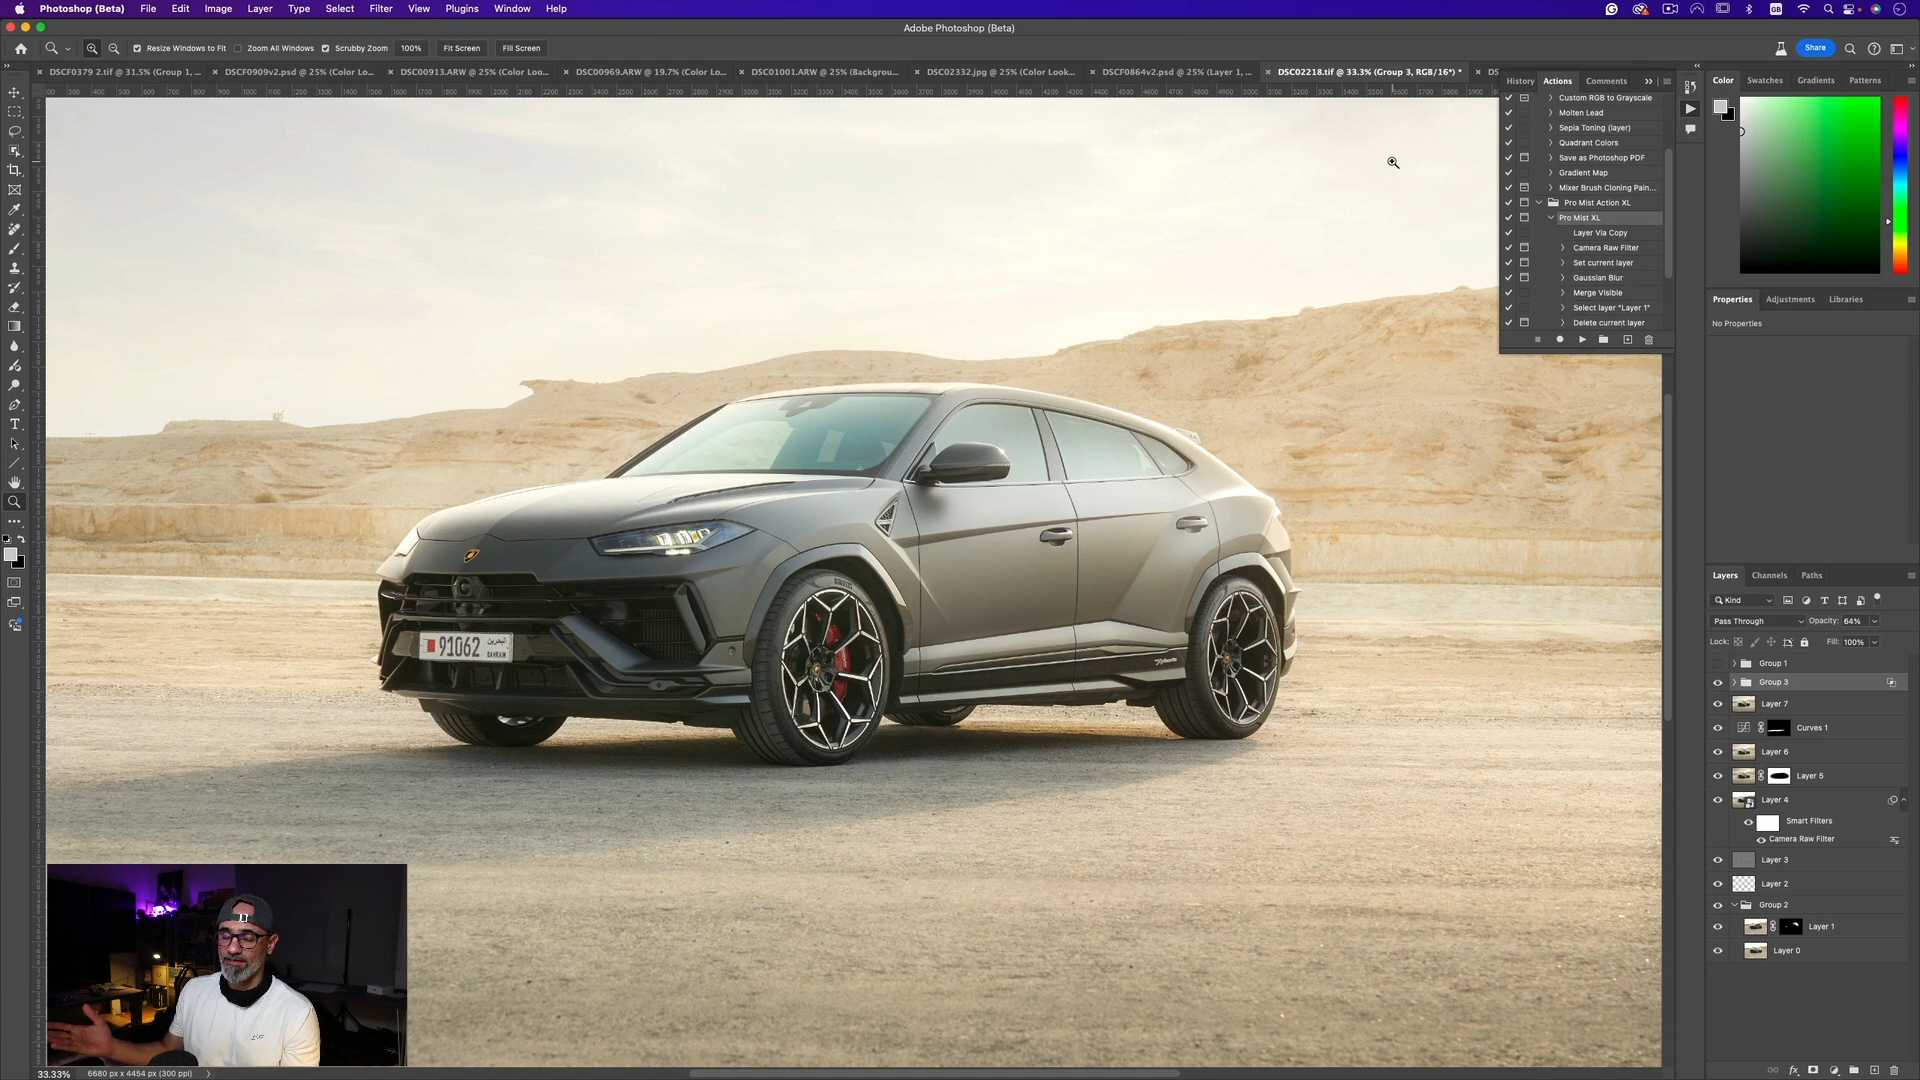 Photoshop (Beta) File Edit Image Layer Type Select Filter View Plugins Window Help
GB
Adobe Photoshop (Beta)
Resize Windows to Fit Zoom All Windows Scrubby Zoom 100% Fit Screen Fill Screen
Share
DSCF0379 2.tif @ 31.5% (Group 1, ...
DSCF0909v2.psd @ 25% (Color Lo...
DSC00913.ARW @ 25% (Color Loo...
DSC00969.ARW @ 19.7% (Color Lo...
DSC01001.ARW @ 25% (Backgrou...
DSC02332.jpg @ 25% (Color Look...
DSCF0864v2.psd @ 25% (Layer 1, ...
DSC02218.tif @ 33.3% (Group 3, RGB/16*) *
DS
History Actions Comments
Custom RGB to Grayscale
Molten Lead
Sepia Toning (layer)
Quadrant Colors
Save as Photoshop PDF
Gradient Map
Mixer Brush Cloning Pain...
Pro Mist Action XL
Pro Mist XL
Layer Via Copy
Camera Raw Filter
Set current layer
Gaussian Blur
Merge Visible
Select layer "Layer 1"
Delete current layer
Color Swatches Gradients Patterns
Properties Adjustments Libraries
No Properties
Layers Channels Paths
Kind
Pass Through Opacity: 64%
Lock: Fill: 100%
Group 1
Group 3
Layer 7
Curves 1
Layer 6
Layer 5
Layer 4
Smart Filters
Camera Raw Filter
Layer 3
Layer 2
Group 2
Layer 1
Layer 0
91062 البحرين
BAHRAIN
33.33% 6680 px x 4454 px (300 ppi)